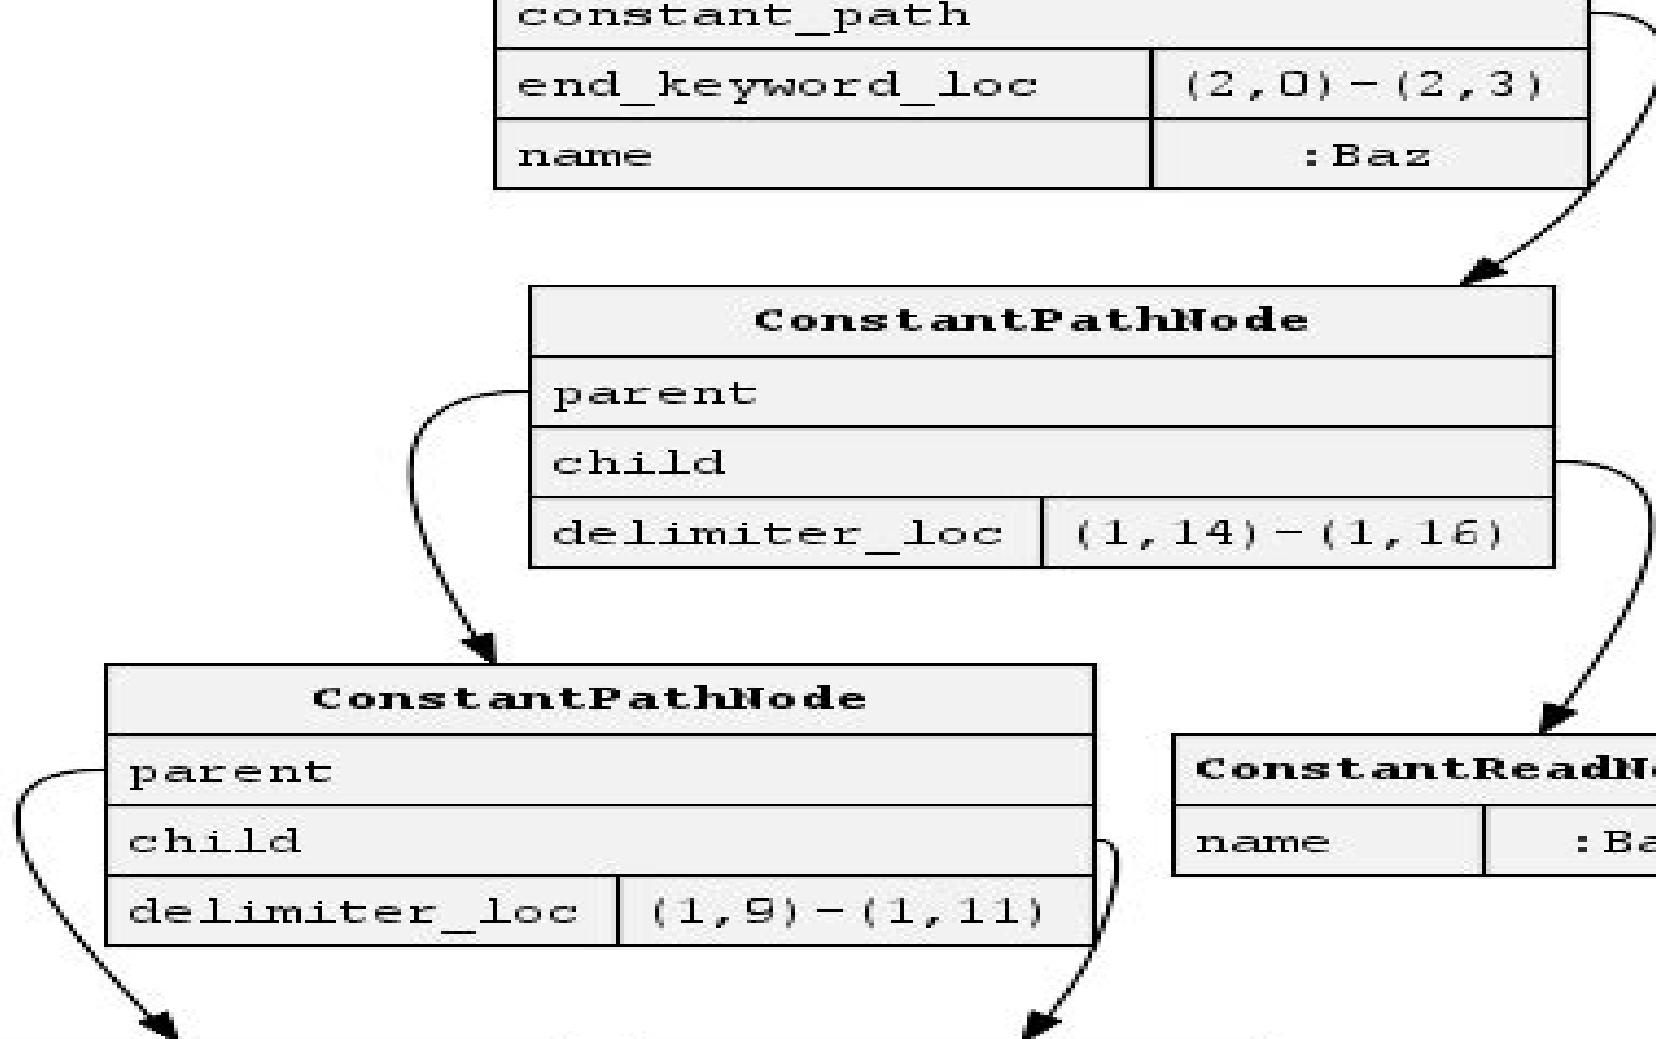 constant_path
end_keyword_loc (2,0)-(2,3)
name :Baz
ConstantPathNode
parent
child
delimiter_loc (1,14)-(1,16)
ConstantPathNode
parent
child
delimiter_loc (1,9)-(1,11)
name